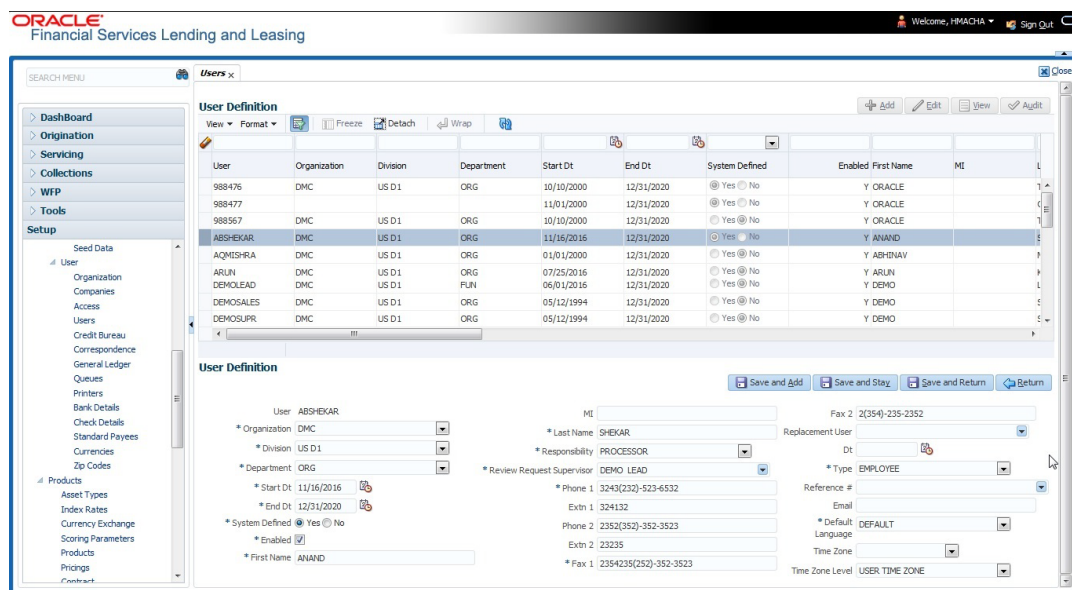 ORACLE
Financial Services Lending and Leasing
Welcome, HMACHA
Sign Out
SEARCH MENU
Users x
Close
DashBoard
Origination
Servicing
Collections
WFP
Tools
Setup
Seed Data
User
Organization
Companies
Access
Users
Credit Bureau
Correspondence
General Ledger
Queues
Printers
Bank Details
Check Details
Standard Payees
Currencies
Zip Codes
Products
Asset Types
Index Rates
Currency Exchange
Scoring Parameters
Products
Pricings
Contract
User Definition
Add Edit View Audit
View Format Freeze Detach Wrap
User Organization Division Department Start Dt End Dt System Defined Enabled First Name MI L
988476 DMC US D1 ORG 10/10/2000 12/31/2020 Yes No Y ORACLE
988477 11/01/2000 12/31/2020 Yes No Y ORACLE
988567 DMC US D1 ORG 10/10/2000 12/31/2020 Yes No Y ORACLE
ABSHEKAR DMC US D1 ORG 11/16/2016 12/31/2020 Yes No Y ANAND
AQMISHRA DMC US D1 ORG 01/01/2000 12/31/2020 Yes No Y ABHINAV
ARUN DMC US D1 ORG 07/25/2016 12/31/2020 Yes No Y ARUN
DEMOLEAD DMC US D1 FUN 06/01/2016 12/31/2020 Yes No Y DEMO
DEMOSALES DMC US D1 ORG 05/12/1994 12/31/2020 Yes No Y DEMO
DEMOSUPR DMC US D1 ORG 05/12/1994 12/31/2020 Yes No Y DEMO
User Definition
Save and Add Save and Stay Save and Return Return
User ABSHEKAR
* Organization DMC
* Division US D1
* Department ORG
* Start Dt 11/16/2016
* End Dt 12/31/2020
* System Defined Yes No
* Enabled
* First Name ANAND
MI
* Last Name SHEKAR
* Responsibility PROCESSOR
* Review Request Supervisor DEMO LEAD
* Phone 1 3243(232)-523-6532
Extn 1 324132
Phone 2 2352(352)-352-3523
Extn 2 23235
* Fax 1 2354235(252)-352-3523
Fax 2 2(354)-235-2352
Replacement User
Dt
* Type EMPLOYEE
Reference #
Email
* Default Language DEFAULT
Time Zone
Time Zone Level USER TIME ZONE